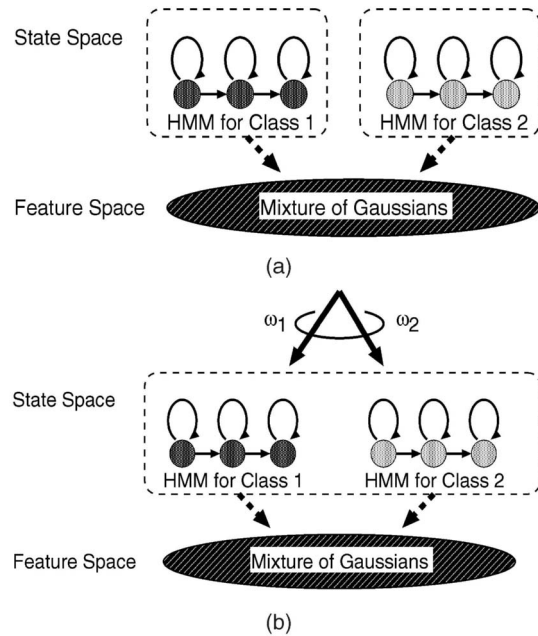 State Space
HMM for Class 1 HMM for Class 2
Feature Space Mixture of Gaussians
(a)
ω1 ω2
State Space
HMM for Class 1 HMM for Class 2
Feature Space Mixture of Gaussians
(b)